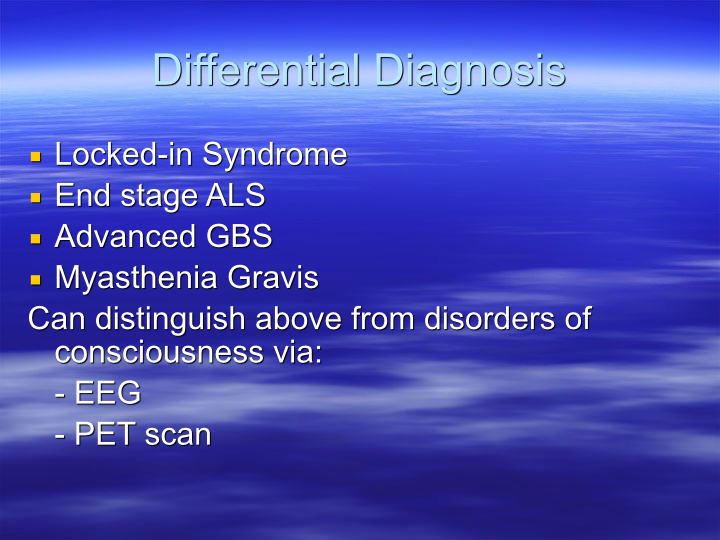 Differential Diagnosis
Locked-in Syndrome
End stage ALS
Advanced GBS
Myasthenia Gravis
Can distinguish above from disorders of
consciousness via:
- EEG
- PET scan